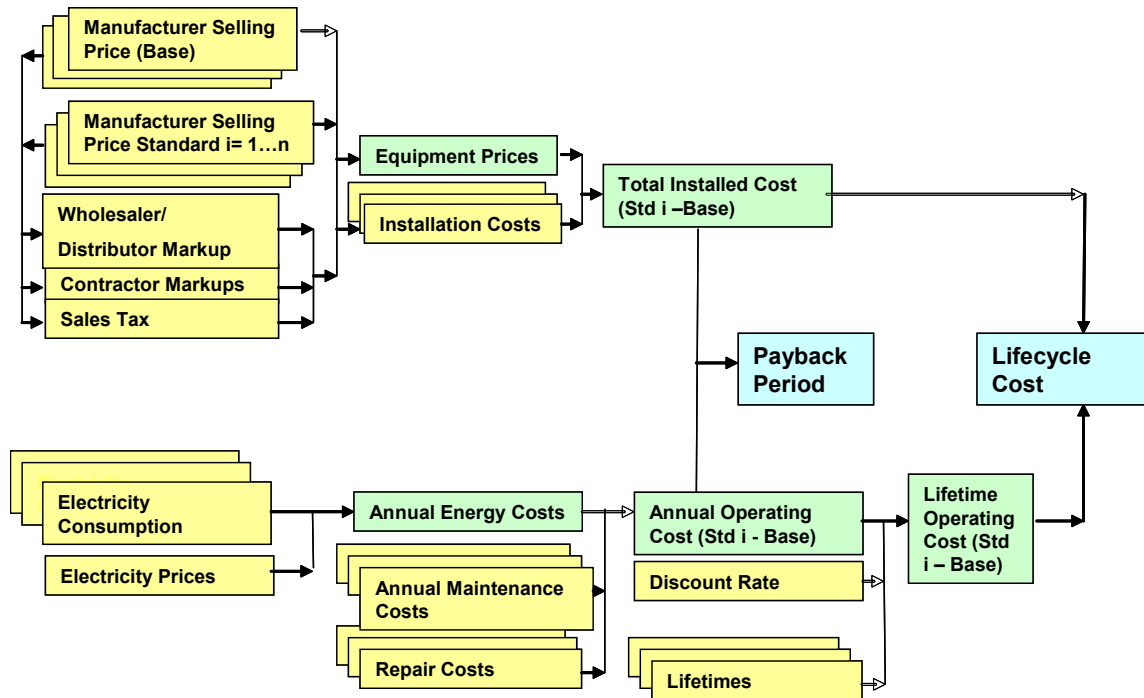 Manufacturer Selling
Price (Base)
Manufacturer Selling
Price Standard i= 1…n
Wholesaler/
Distributor Markup
Contractor Markups
Sales Tax
Equipment Prices
Installation Costs
Total Installed Cost
(Std i –Base)
Payback
Period
Lifecycle
Cost
Electricity
Consumption
Electricity Prices
Annual Energy Costs
Annual Maintenance
Costs
Repair Costs
Annual Operating
Cost (Std i - Base)
Discount Rate
Lifetimes
Lifetime
Operating
Cost (Std
i – Base)